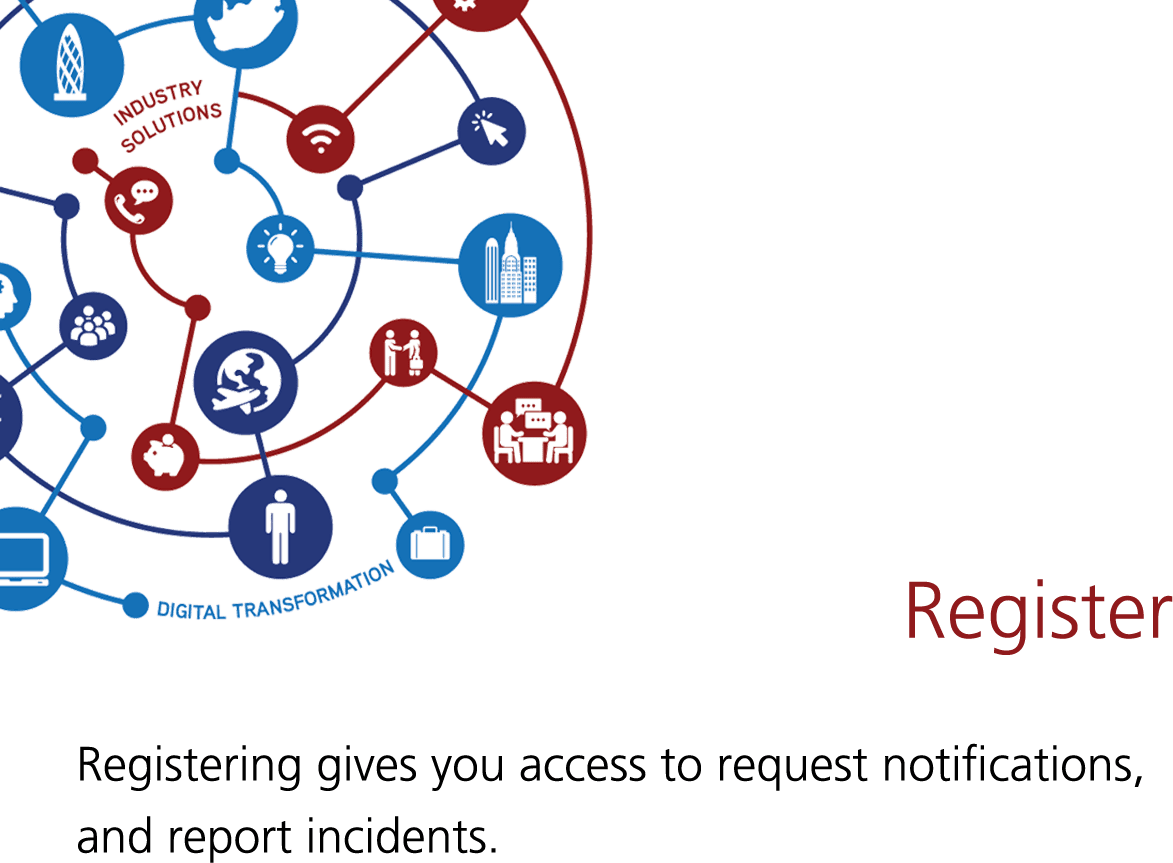 INDUSTRY
SOLUTIONS
DIGITAL TRANSFORMATION
Register
Registering gives you access to request notifications,
and report incidents.